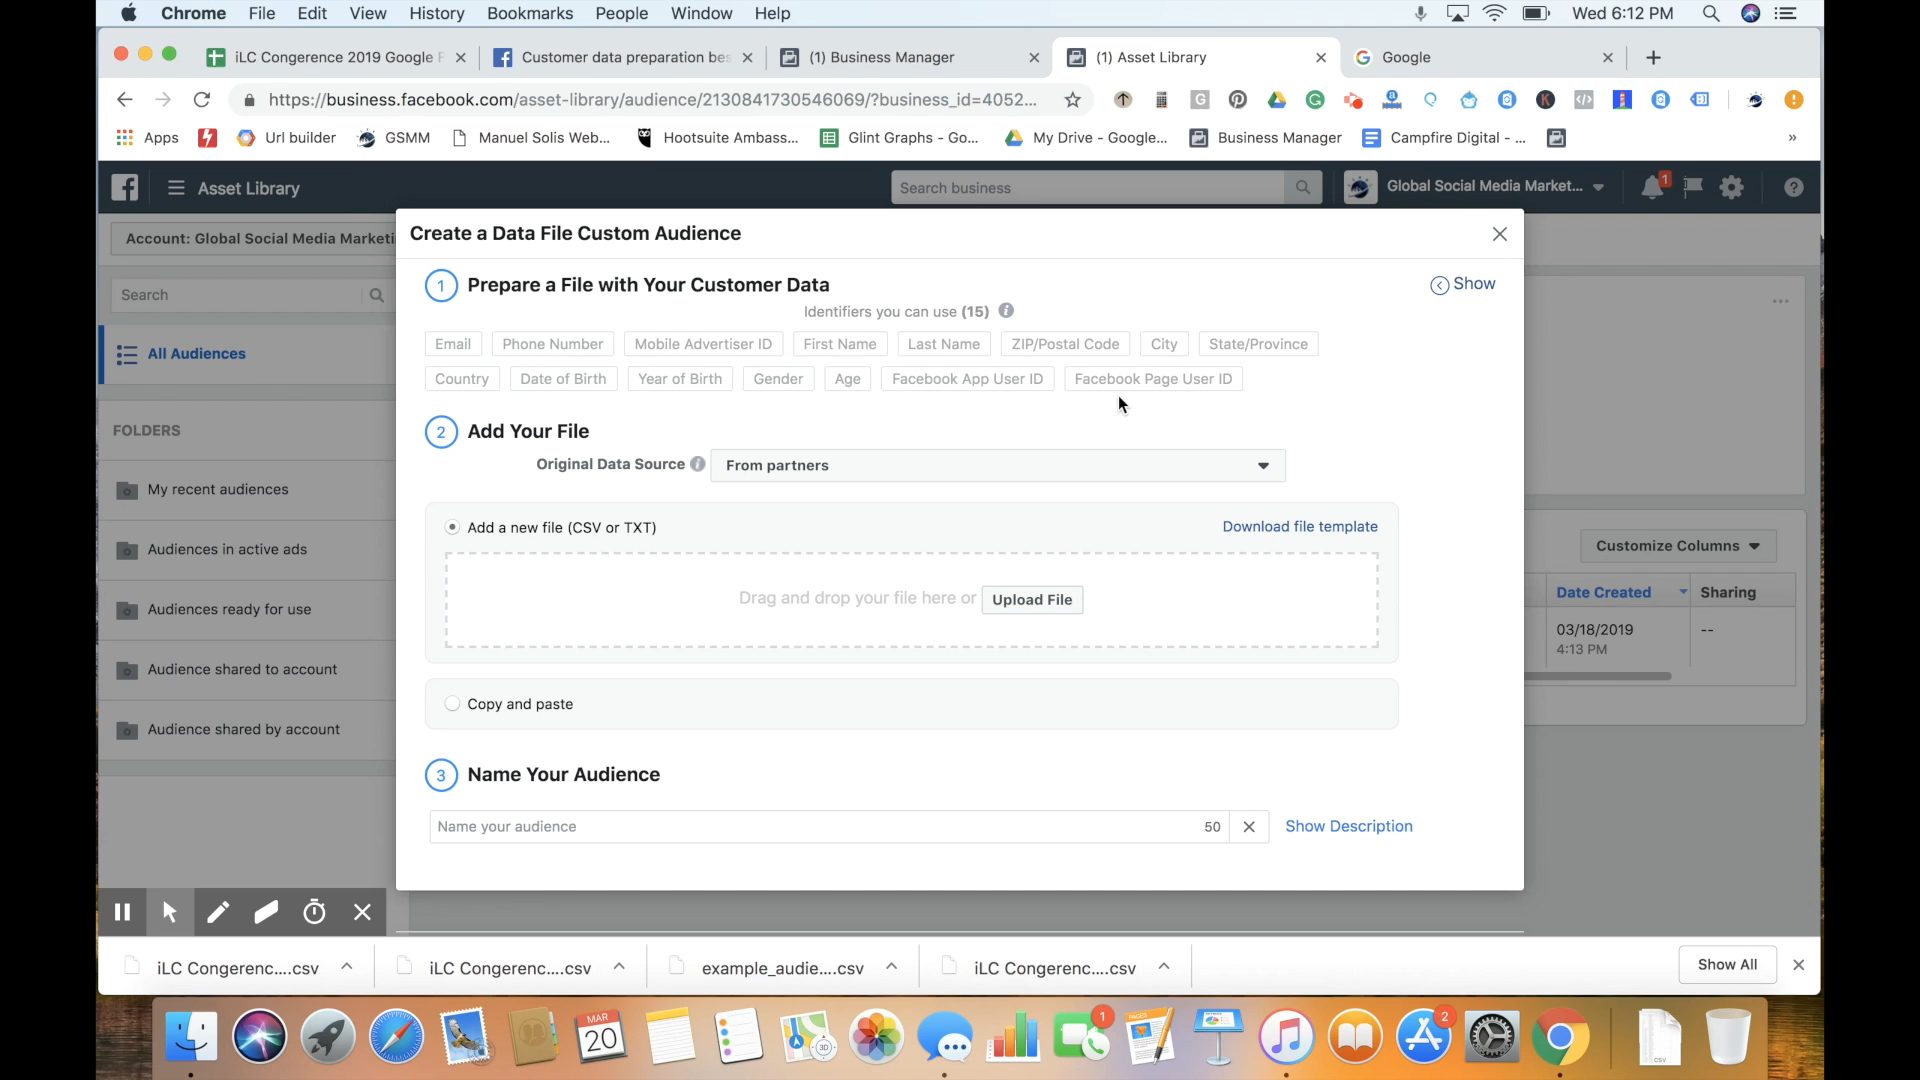 Chrome File Edit View History Bookmarks People Window Help Wed 6:12 PM
iLC Congerence 2019 Google F Customer data preparation bes (1) Business Manager (1) Asset Library Google
https://business.facebook.com/asset-library/audience/2130841730546069/?business_id=4052...
Apps Url builder GSMM Manuel Solis Web... Hootsuite Ambass... Glint Graphs - Go... My Drive - Google... Business Manager Campfire Digital - ... »
Asset Library Search business Global Social Media Market... 1
Account: Global Social Media Marketi
Create a Data File Custom Audience
1 Prepare a File with Your Customer Data Show
Identifiers you can use (15)
Search
Email Phone Number Mobile Advertiser ID First Name Last Name ZIP/Postal Code City State/Province
All Audiences
Country Date of Birth Year of Birth Gender Age Facebook App User ID Facebook Page User ID
FOLDERS
2 Add Your File
Original Data Source From partners
My recent audiences
Add a new file (CSV or TXT) Download file template
Audiences in active ads
Customize Columns
Drag and drop your file here or Upload File
Date Created Sharing
Audiences ready for use
03/18/2019 --
4:13 PM
Audience shared to account
Copy and paste
Audience shared by account
3 Name Your Audience
Name your audience 50 Show Description
iLC Congerenc....csv iLC Congerenc....csv example_audie....csv iLC Congerenc....csv Show All
MAR
20
3D
1
PAGES
2
CSV